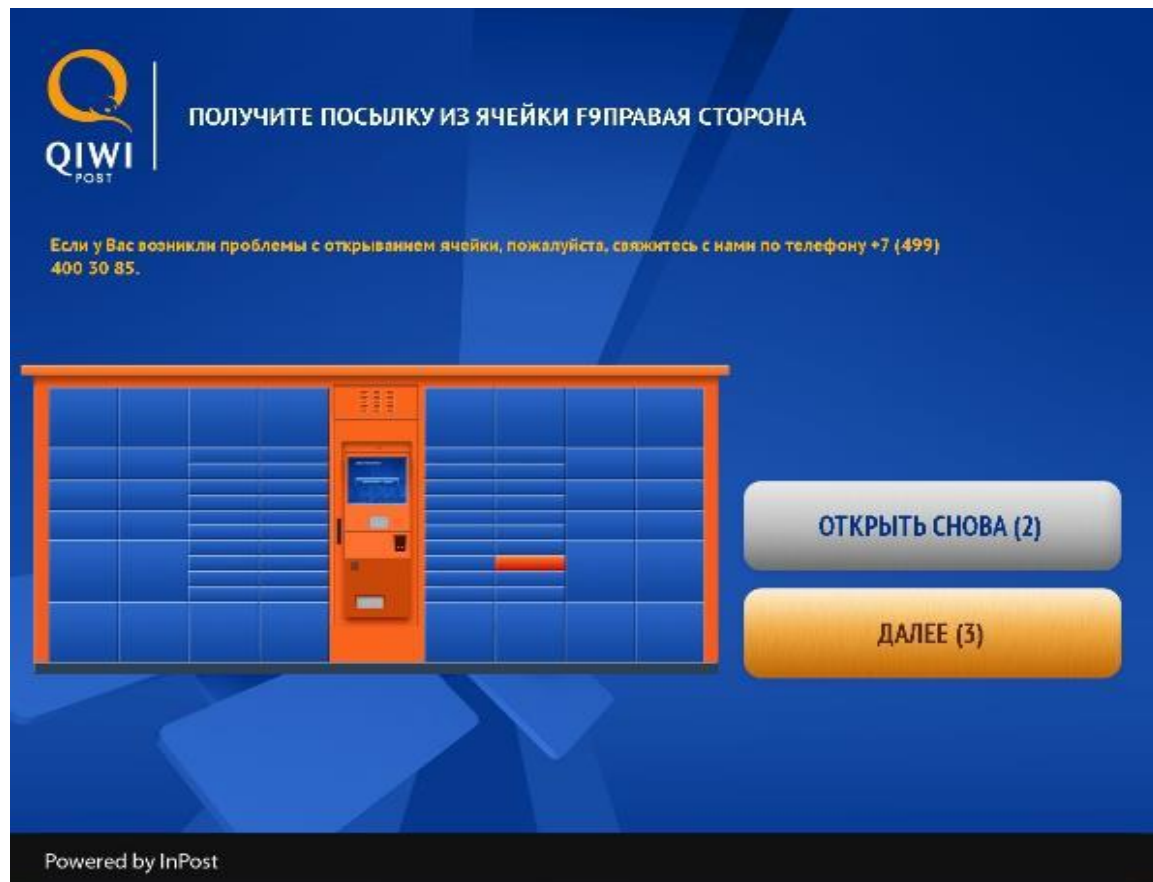 QIWI
POST
ПОЛУЧИТЕ ПОСЫЛКУ ИЗ ЯЧЕЙКИ F9ПРАВАЯ СТОРОНА
Если у Вас возникли проблемы с открыванием ячейки, пожалуйста, свяжитесь с нами по телефону +7 (499)
400 30 85.
ОТКРЫТЬ СНОВА (2)
ДАЛЕЕ (3)
Powered by InPost